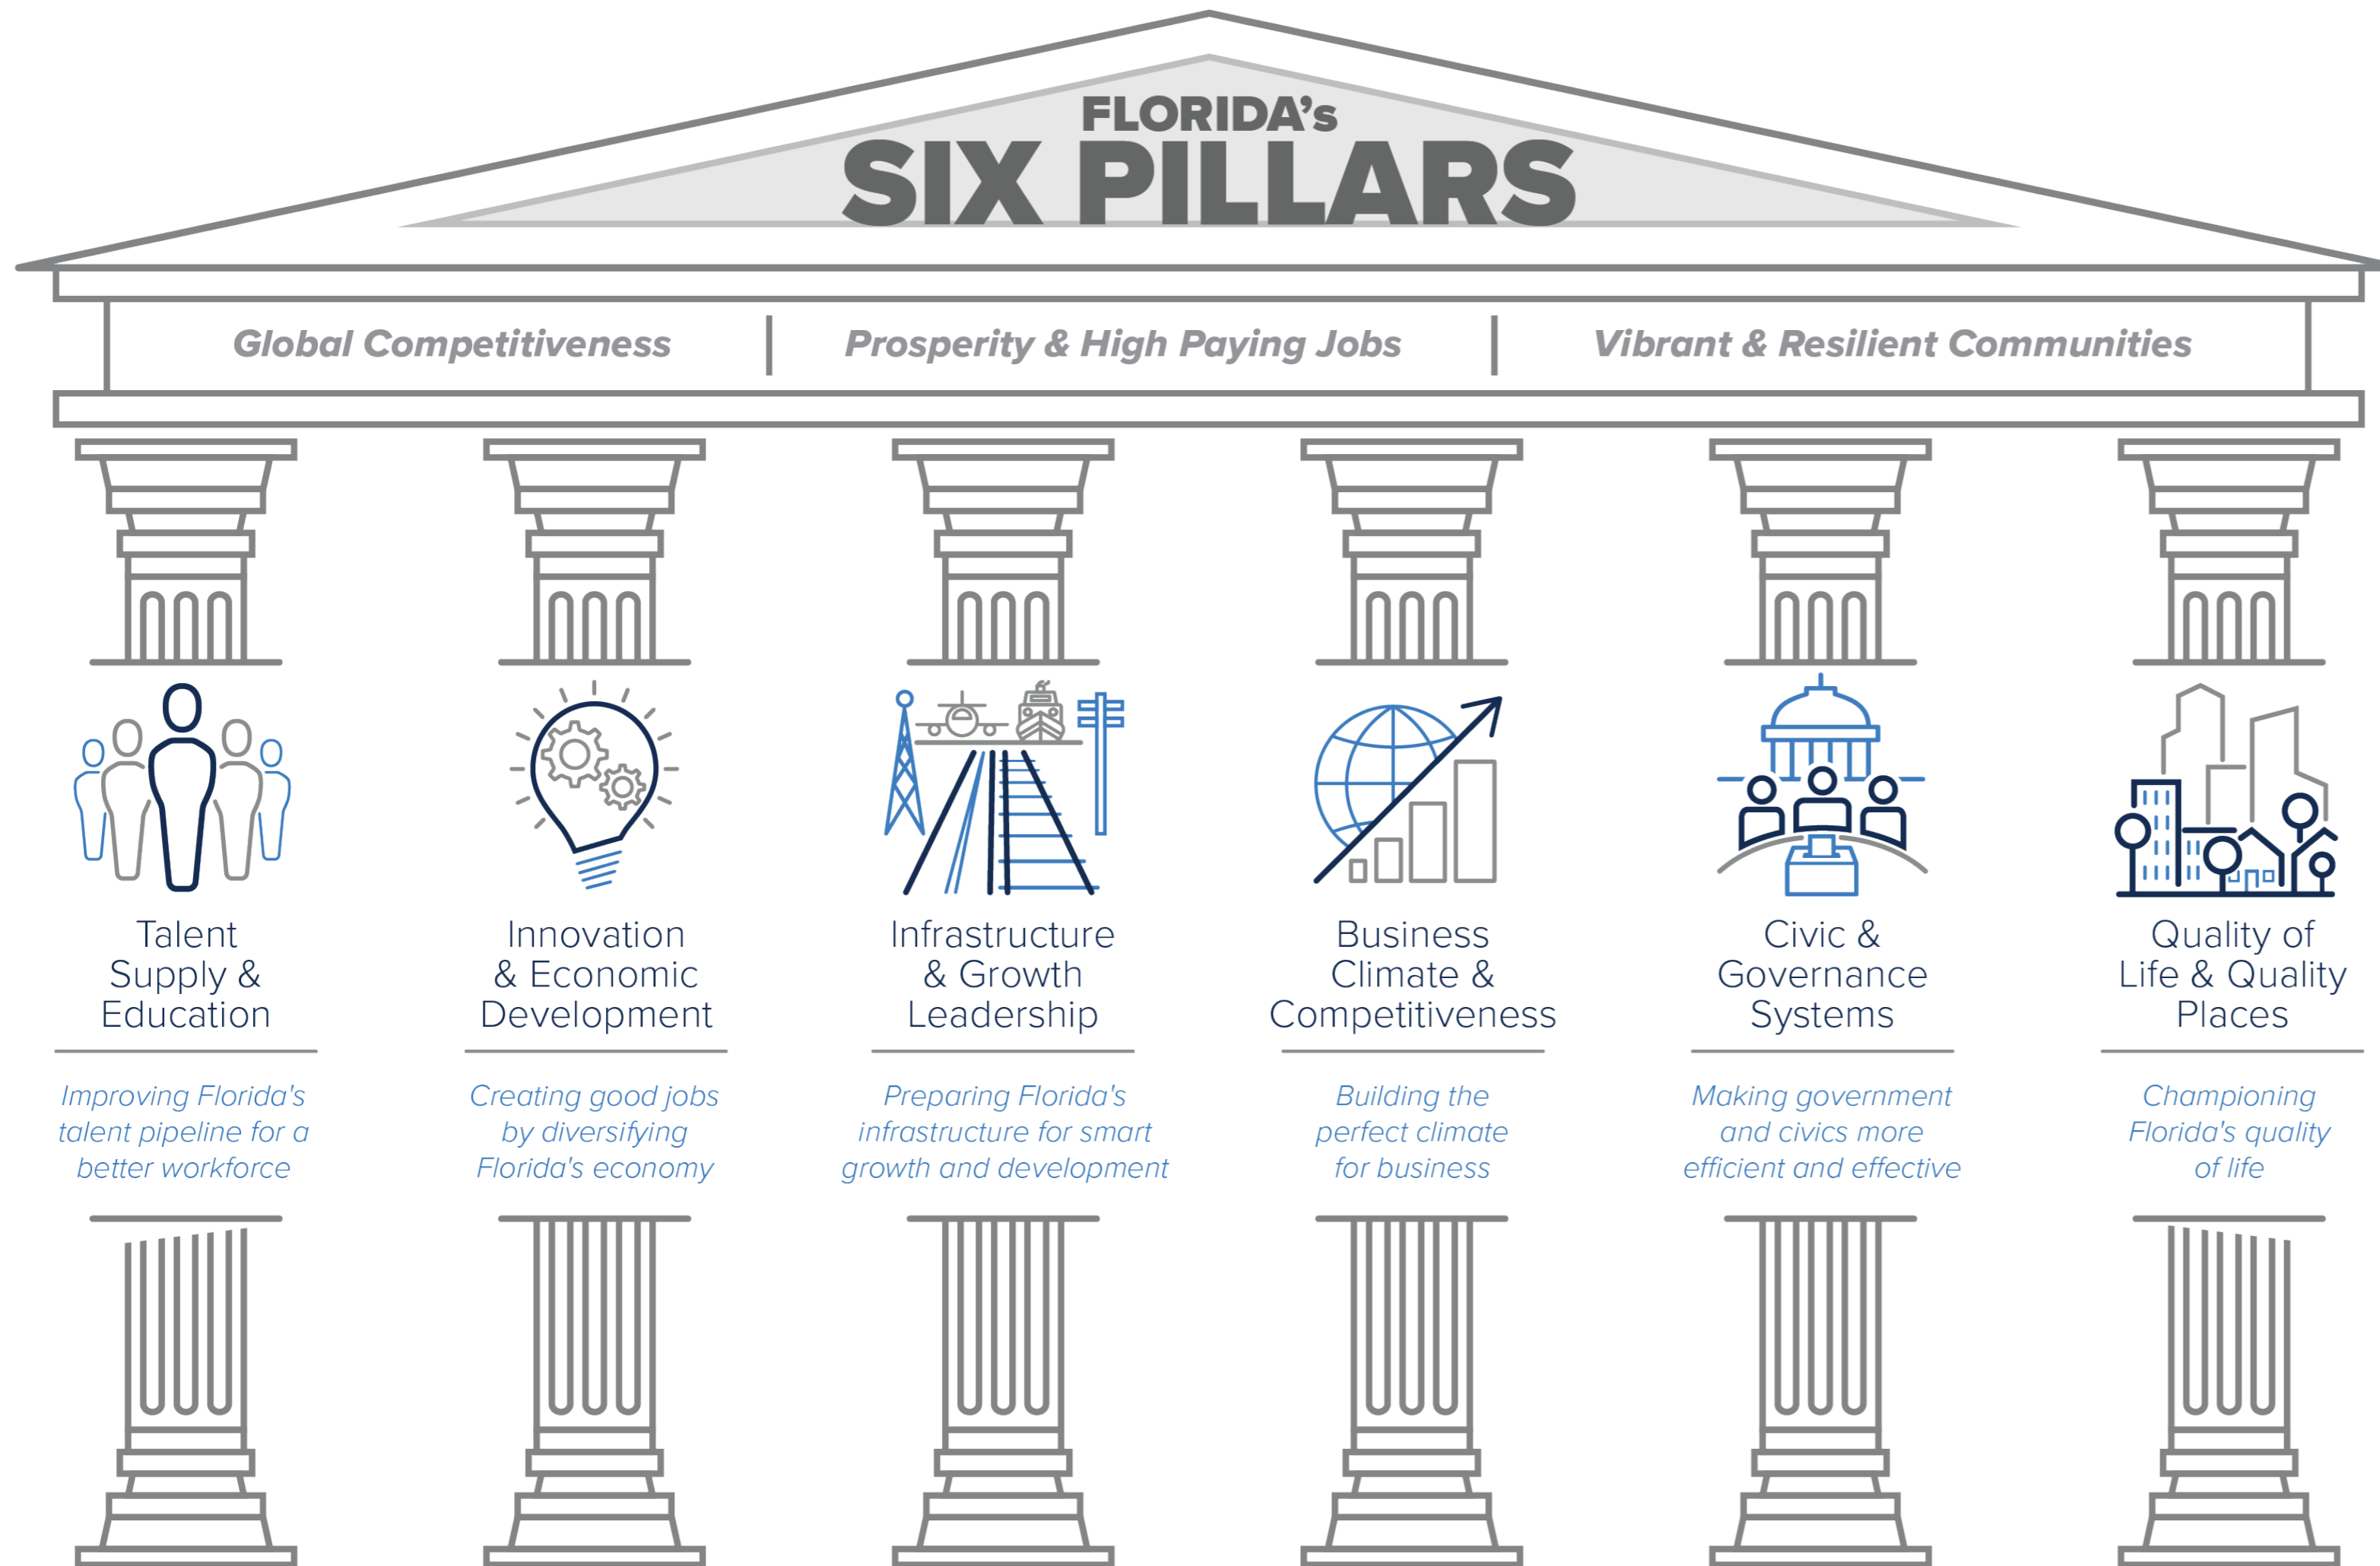 FLORIDA's
SIX PILLARS
Global Competitiveness | Prosperity & High Paying Jobs | Vibrant & Resilient Communities
Talent
Supply &
Education
Improving Florida's
talent pipeline for a
better workforce
Innovation
& Economic
Development
Creating good jobs
by diversifying
Florida's economy
Infrastructure
& Growth
Leadership
Preparing Florida's
infrastructure for smart
growth and development
Business
Climate &
Competitiveness
Building the
perfect climate
for business
Civic &
Governance
Systems
Making government
and civics more
efficient and effective
Quality of
Life & Quality
Places
Championing
Florida's quality
of life